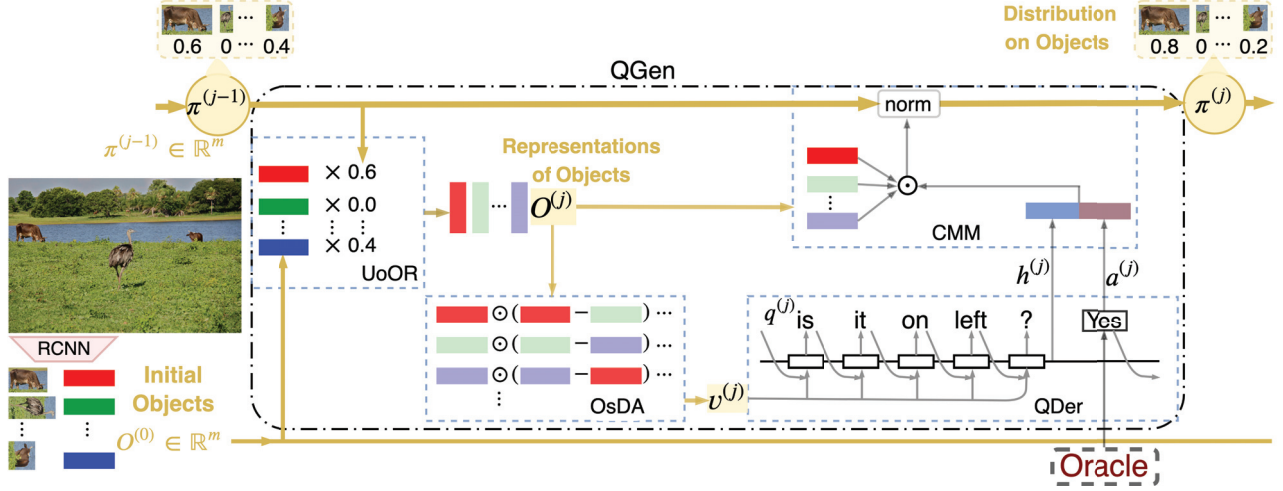 0.6 0 ... 0.4
Distribution
on Objects
0.8 0 ... 0.2
QGen
π^(j−1)
norm
π^(j)
π^(j−1) ∈ ℝ^m
× 0.6
× 0.0
× 0.4
UoOR
Representations
of Objects
O^(j)
⊙
CMM
h^(j)
a^(j)
RCNN
Initial
Objects
O^(0) ∈ ℝ^m
⊙ ( − ) ...
⊙ ( − ) ...
⊙ ( − ) ...
OsDA
v^(j)
q^(j) is it on left ? Yes
QDer
Oracle